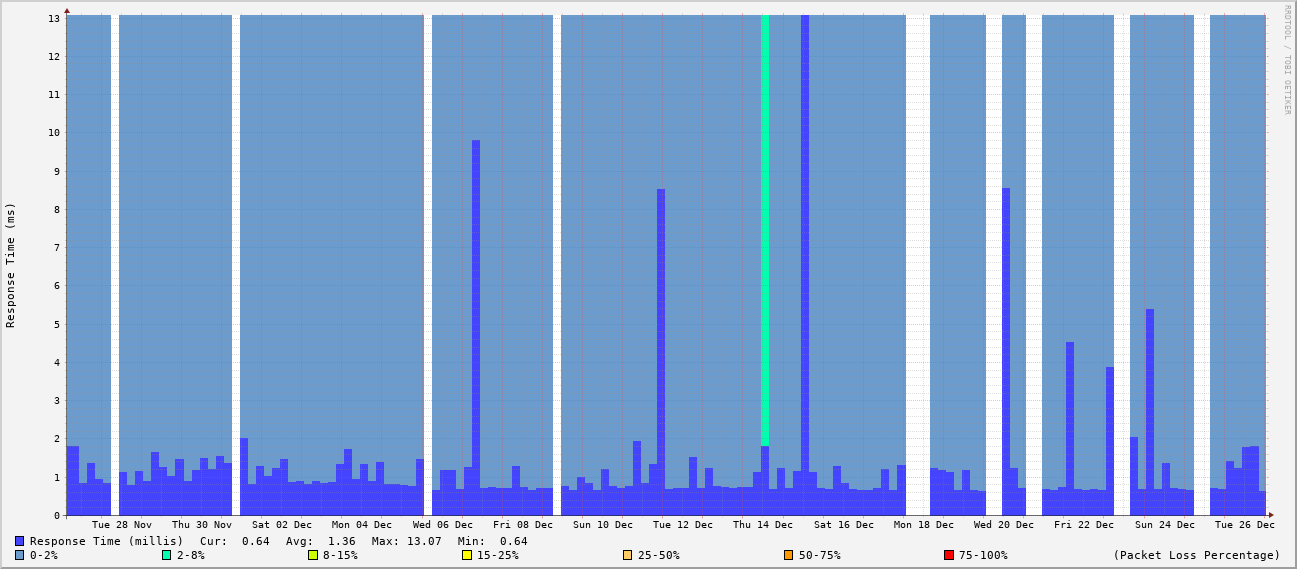 13
12
11
10
9
8
7
6
5
4
3
2
1
0
Response Time (ms)
RRDTOOL / TOBI OETIKER
Tue 28 Nov Thu 30 Nov Sat 02 Dec Mon 04 Dec Wed 06 Dec Fri 08 Dec Sun 10 Dec Tue 12 Dec Thu 14 Dec Sat 16 Dec Mon 18 Dec Wed 20 Dec Fri 22 Dec Sun 24 Dec Tue 26 Dec
Response Time (millis) Cur: 0.64 Avg: 1.36 Max: 13.07 Min: 0.64
0-2% 2-8% 8-15% 15-25% 25-50% 50-75% 75-100% (Packet Loss Percentage)